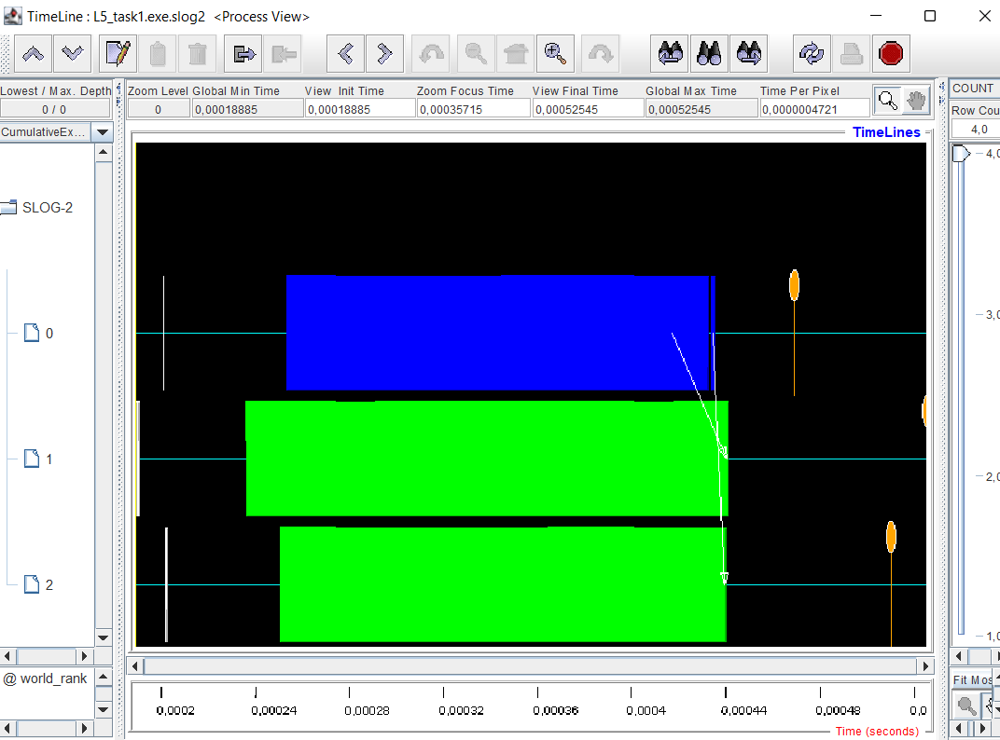 TimeLine : L5_task1.exe.slog2 <Process View>
Lowest / Max. Depth
0 / 0
Zoom Level
0
Global Min Time
0,00018885
View Init Time
0,00018885
Zoom Focus Time
0,00035715
View Final Time
0,00052545
Global Max Time
0,00052545
Time Per Pixel
0,0000004721
COUNT
Row Cou
4,0
CumulativeEx...
TimeLines
SLOG-2
0
1
2
4,0
3,0
2,0
1,0
@ world_rank
Fit Mos
0,0002 0,00024 0,00028 0,00032 0,00036 0,0004 0,00044 0,00048 0,0
Time (seconds)